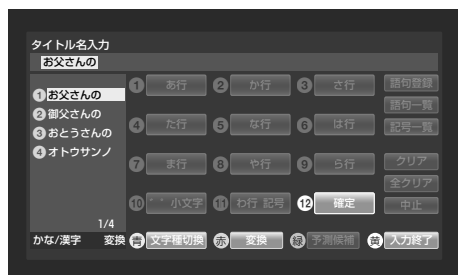 タイトル名入力
お父さんの
① お父さんの
② 御父さんの
③ おとうさんの
④ オトウサンノ
1/4
① あ行 ② か行 ③ さ行 語句登録
語句一覧
④ た行 ⑤ な行 ⑥ は行 記号一覧
⑦ ま行 ⑧ や行 ⑨ ら行 クリア
全クリア
⑩ ゛゜小文字 ⑪ わ行 記号 ⑫ 確定 中止
かな/漢字 変換 青 文字種切換 赤 変換 緑 予測候補 黄 入力終了